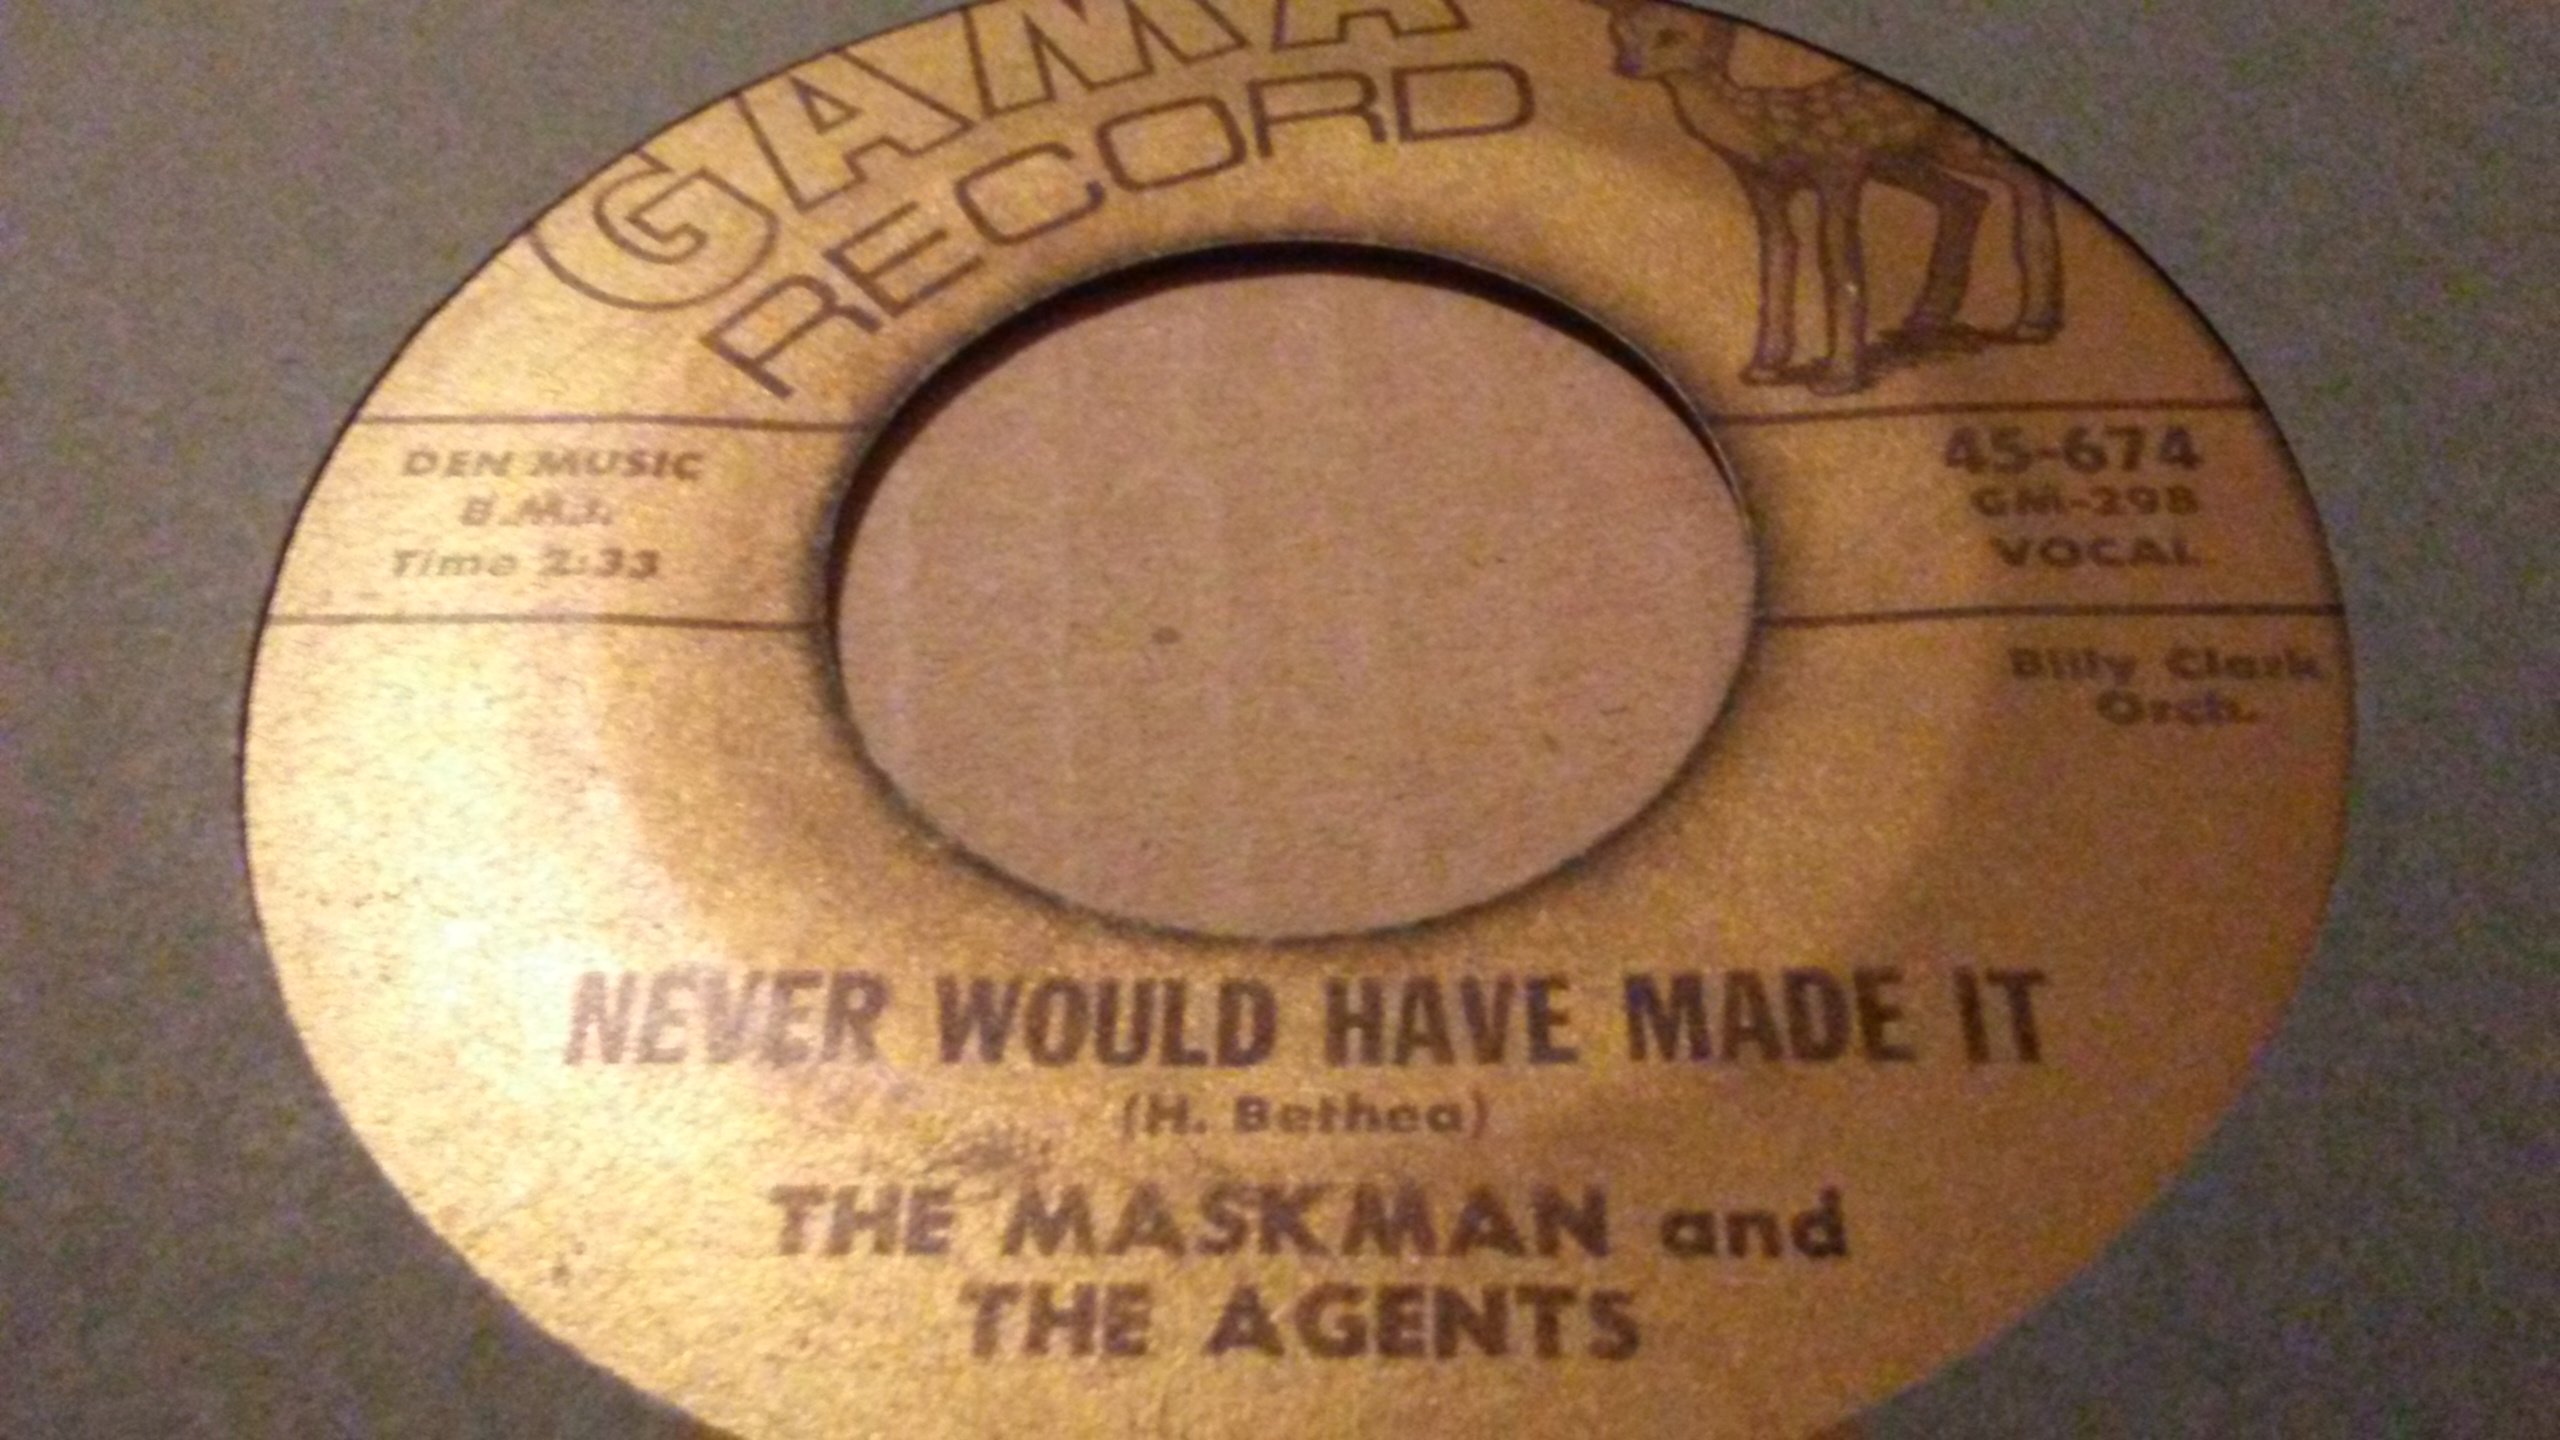 GAMA
RECORD
DEN MUSIC
B.M.I.
Time 2:33
45-674
GM-29B
VOCAL
Billy Clark
Orch.
NEVER WOULD HAVE MADE IT
(H. Bethea)
THE MASKMAN and
THE AGENTS